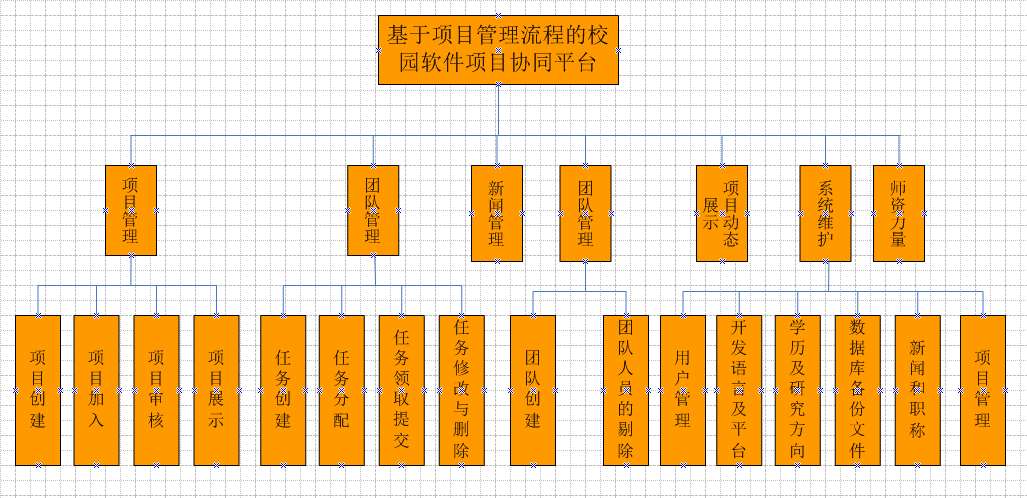 基于项目管理流程的校
园软件项目协同平台
项目管理
团队管理
新闻管理
团队管理
项目动态
展示
系统维护
师资力量
项目创建
项目加入
项目审核
项目展示
任务创建
任务分配
任务领取提交
任务修改与删除
团队创建
团队人员的剔除
用户管理
开发语言及平台
学历及研究方向
数据库备份文件
新闻和职称
项目管理